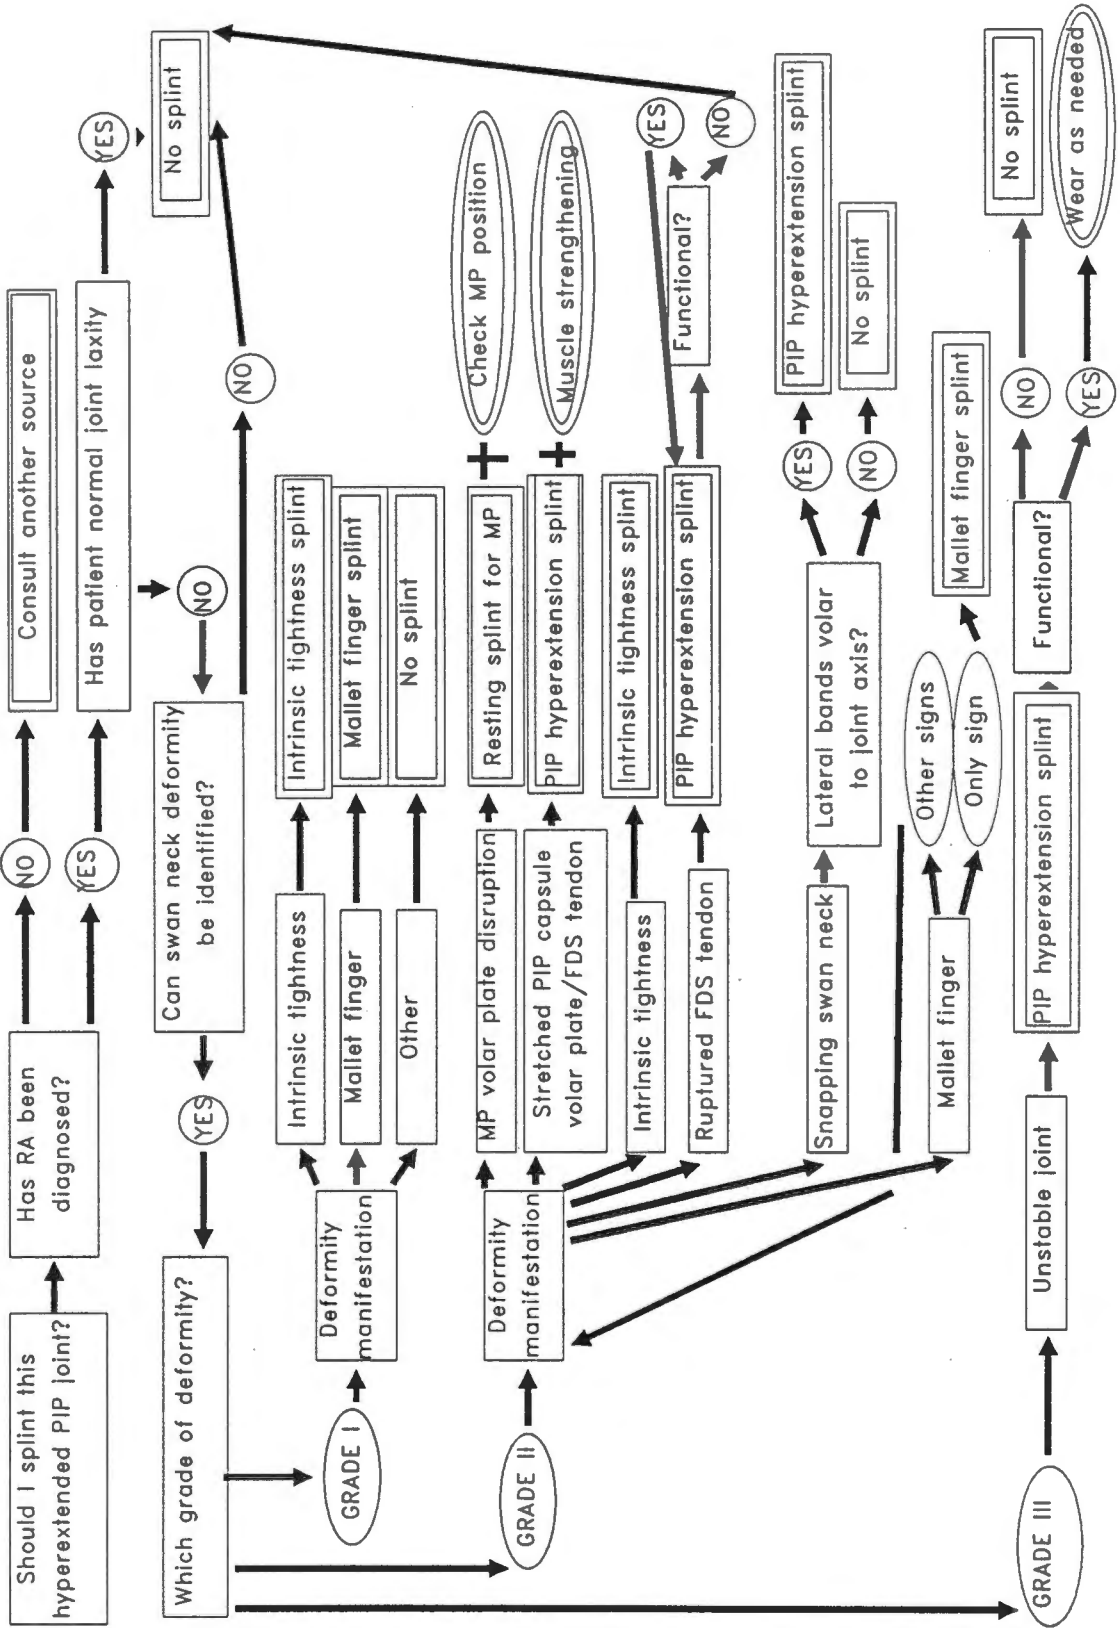 Should I splint this
hyperextended PIP joint?
Has RA been
diagnosed?
NO
Consult another source
YES
Has patient normal joint laxity
YES
No splint
NO
Can swan neck deformity
be identified?
NO
YES
Which grade of deformity?
GRADE I
Deformity
manifestation
Intrinsic tightness
Intrinsic tightness splint
Mallet finger
Mallet finger splint
Other
No splint
GRADE II
Deformity
manifestation
MP volar plate disruption
Resting splint for MP
+
Check MP position
Stretched PIP capsule
volar plate/FDS tendon
PIP hyperextension splint
+
Muscle strengthening
Intrinsic tightness
Intrinsic tightness splint
Ruptured FDS tendon
PIP hyperextension splint
Functional?
YES
NO
Snapping swan neck
Lateral bands volar
to joint axis?
YES
PIP hyperextension splint
NO
No splint
Mallet finger
Other signs
Only sign
Mallet finger splint
GRADE III
Unstable joint
PIP hyperextension splint
Functional?
NO
No splint
YES
Wear as needed